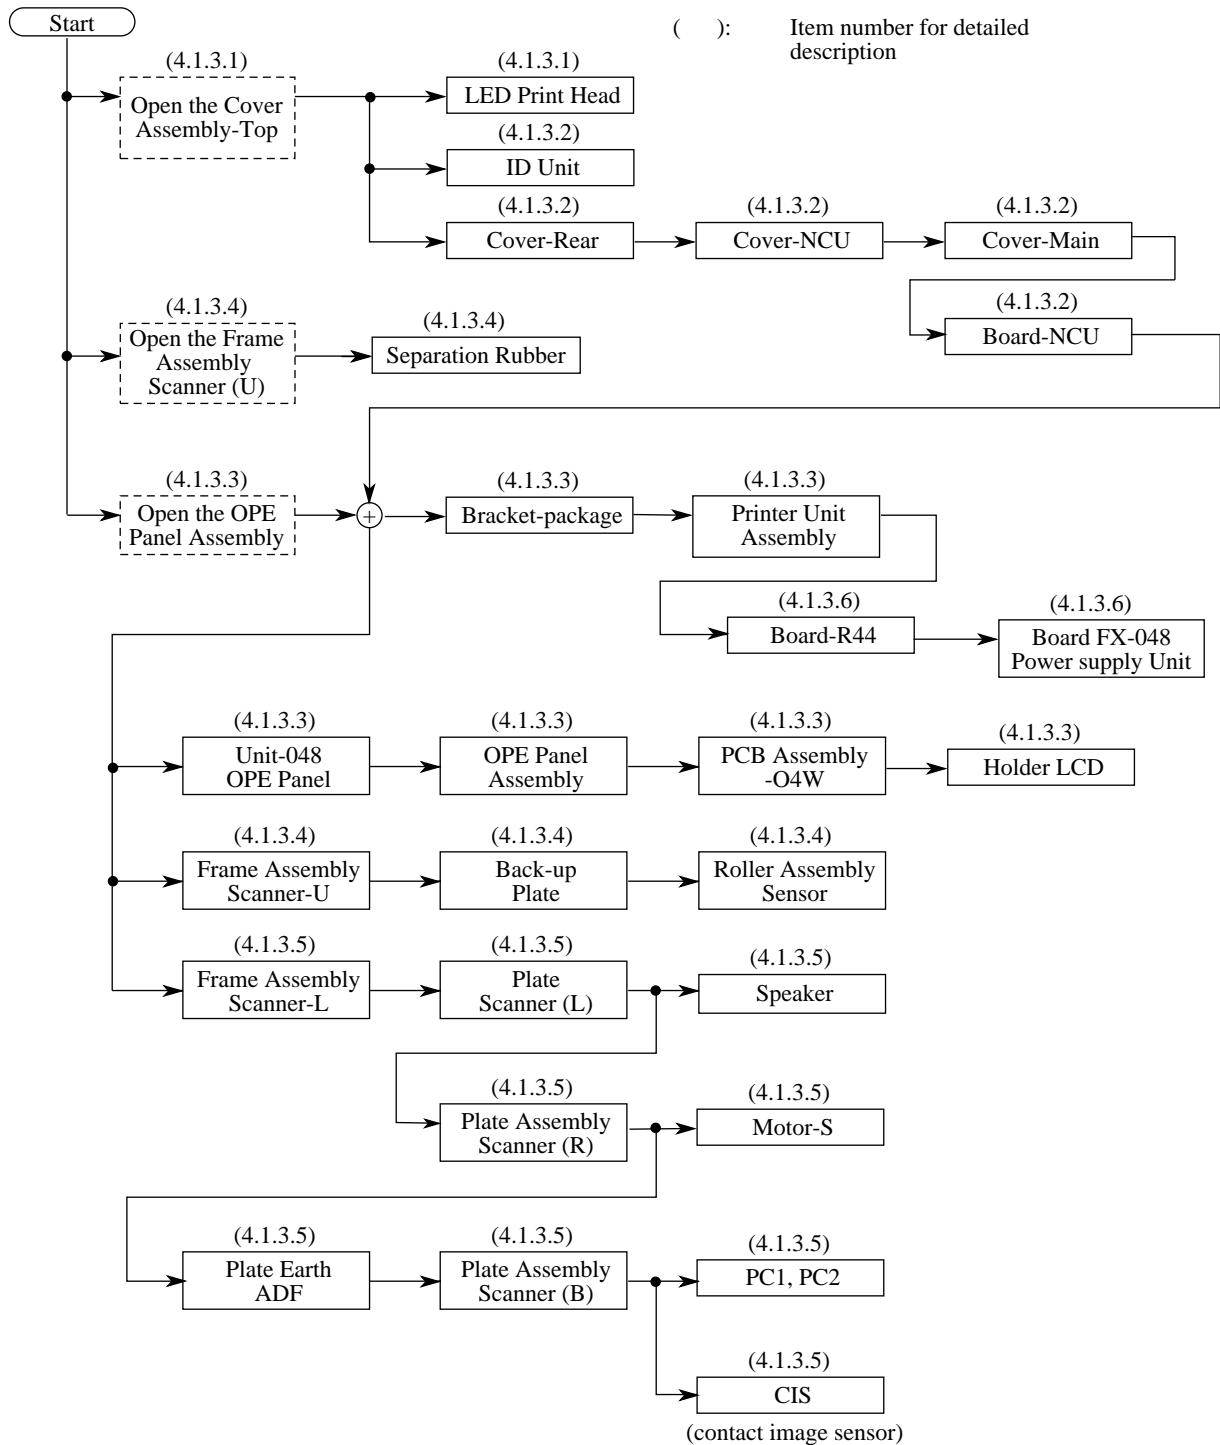 Start
( ): Item number for detailed
description
(4.1.3.1)
Open the Cover
Assembly-Top
(4.1.3.1)
LED Print Head
(4.1.3.2)
ID Unit
(4.1.3.2)
Cover-Rear
(4.1.3.2)
Cover-NCU
(4.1.3.2)
Cover-Main
(4.1.3.2)
Board-NCU
(4.1.3.4)
Open the Frame
Assembly
Scanner (U)
(4.1.3.4)
Separation Rubber
(4.1.3.3)
Open the OPE
Panel Assembly
+
(4.1.3.3)
Bracket-package
(4.1.3.3)
Printer Unit
Assembly
(4.1.3.6)
Board-R44
(4.1.3.6)
Board FX-048
Power supply Unit
(4.1.3.3)
Unit-048
OPE Panel
(4.1.3.3)
OPE Panel
Assembly
(4.1.3.3)
PCB Assembly
-O4W
(4.1.3.3)
Holder LCD
(4.1.3.4)
Frame Assembly
Scanner-U
(4.1.3.4)
Back-up
Plate
(4.1.3.4)
Roller Assembly
Sensor
(4.1.3.5)
Frame Assembly
Scanner-L
(4.1.3.5)
Plate
Scanner (L)
(4.1.3.5)
Speaker
(4.1.3.5)
Plate Assembly
Scanner (R)
(4.1.3.5)
Motor-S
(4.1.3.5)
Plate Earth
ADF
(4.1.3.5)
Plate Assembly
Scanner (B)
(4.1.3.5)
PC1, PC2
(4.1.3.5)
CIS
(contact image sensor)